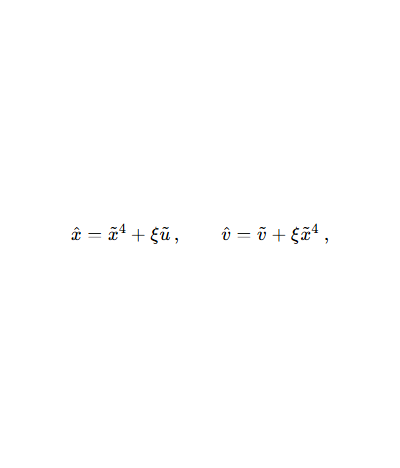 x̂ = x̃⁴ + ξũ , v̂ = ṽ + ξx̃⁴ ,